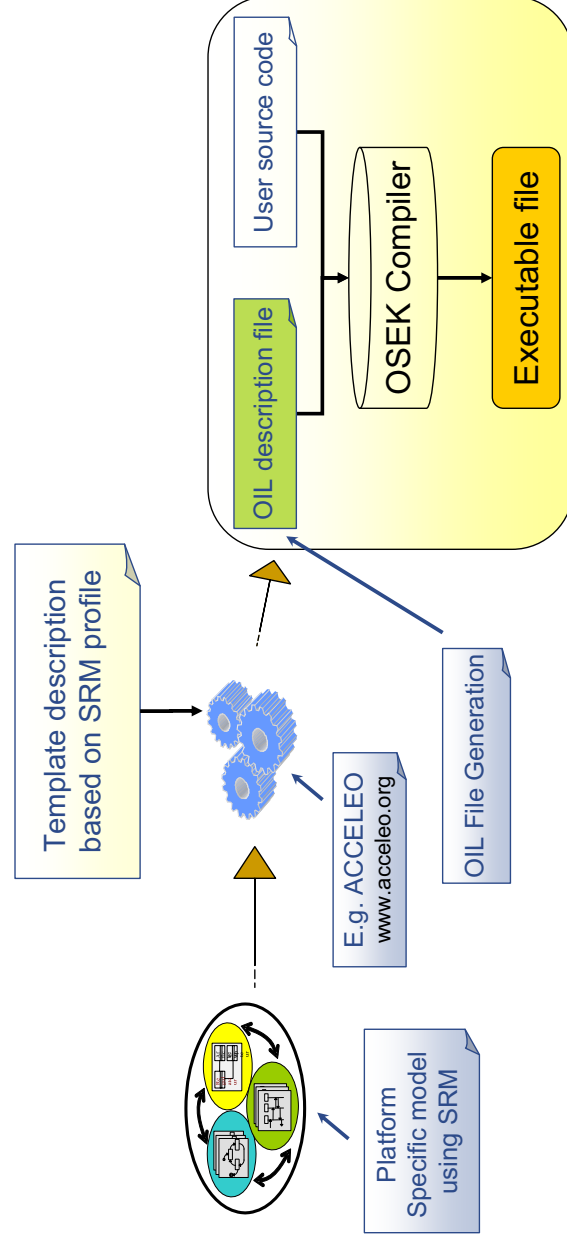 Template description
based on SRM profile
OIL description file
User source code
OSEK Compiler
Executable file
E.g. ACCELEO
www.acceleo.org
OIL File Generation
Platform
Specific model
using SRM